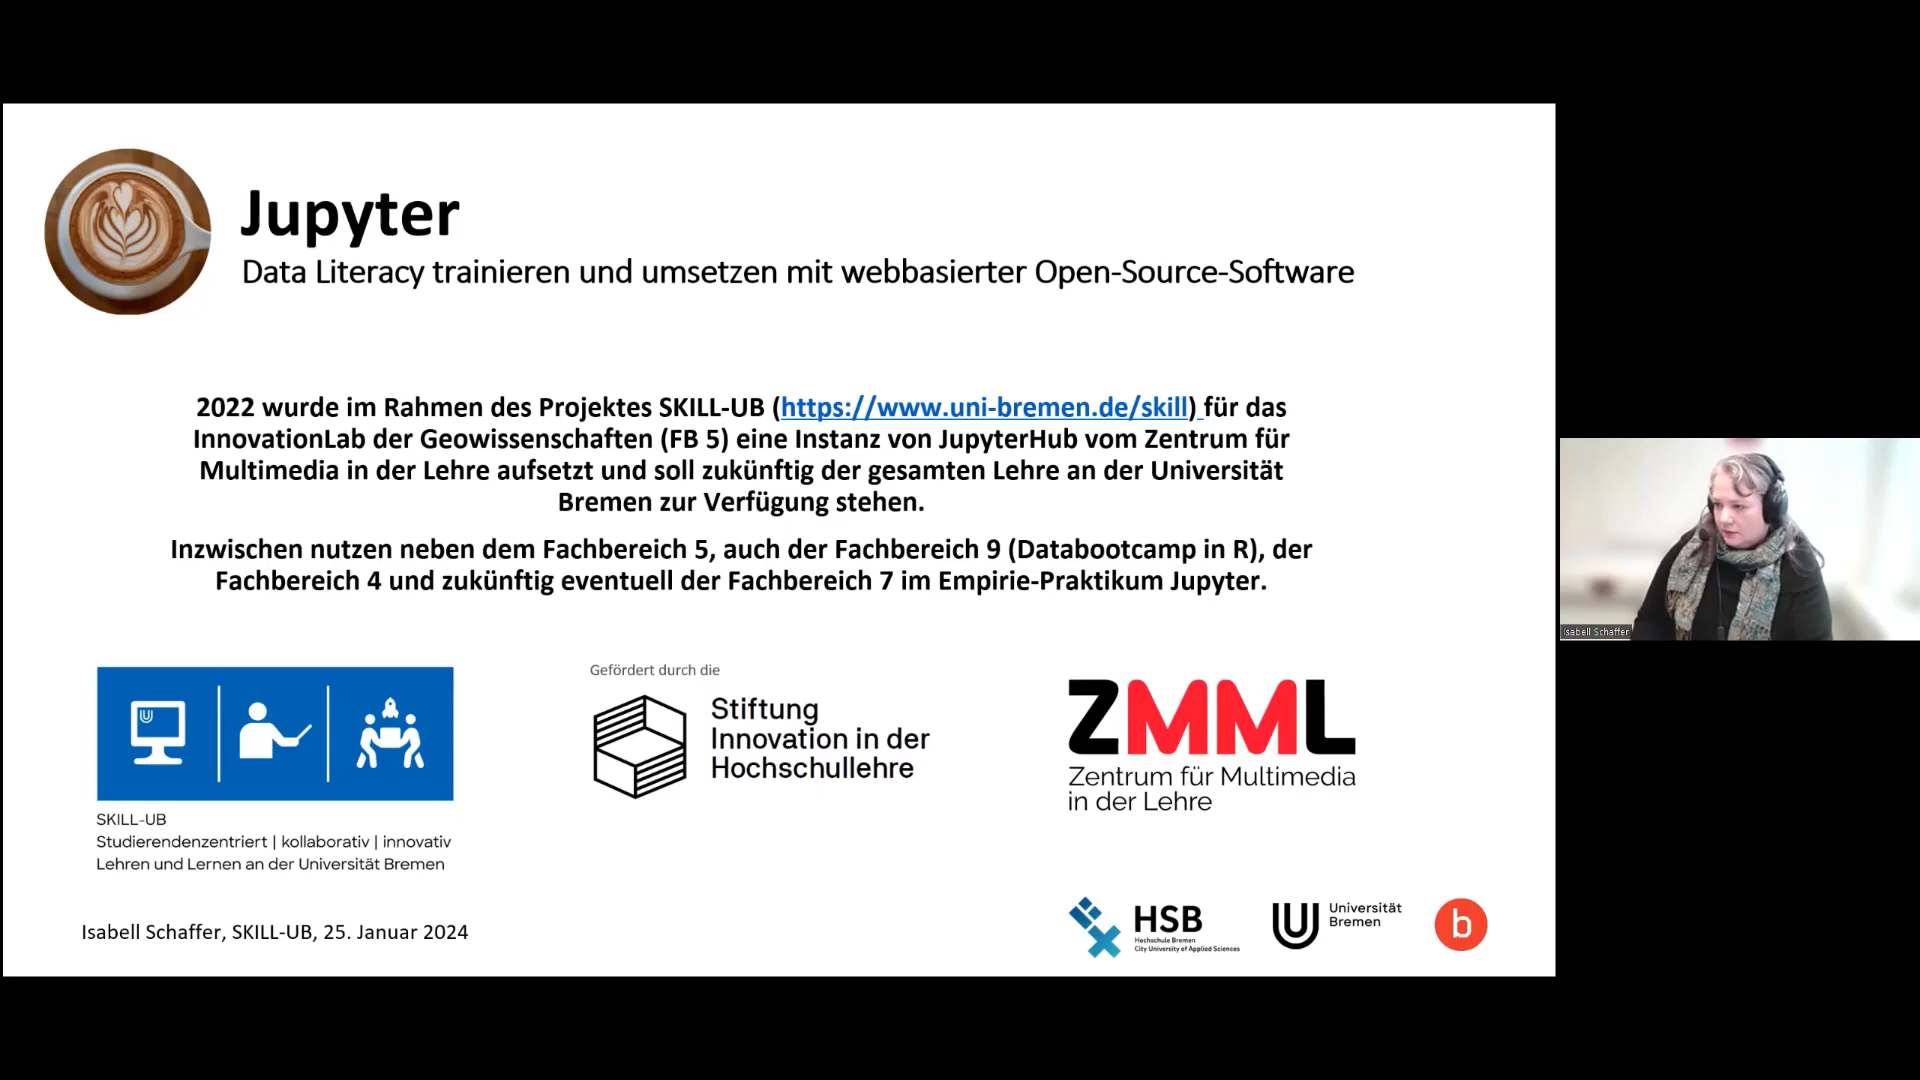 Jupyter
Data Literacy trainieren und umsetzen mit webbasierter Open-Source-Software
2022 wurde im Rahmen des Projektes SKILL-UB (https://www.uni-bremen.de/skill) für das
InnovationLab der Geowissenschaften (FB 5) eine Instanz von JupyterHub vom Zentrum für
Multimedia in der Lehre aufsetzt und soll zukünftig der gesamten Lehre an der Universität
Bremen zur Verfügung stehen.
Inzwischen nutzen neben dem Fachbereich 5, auch der Fachbereich 9 (Databootcamp in R), der
Fachbereich 4 und zukünftig eventuell der Fachbereich 7 im Empirie-Praktikum Jupyter.
Isabell Schaffer
SKILL-UB
Studierendenzentriert | kollaborativ | innovativ
Lehren und Lernen an der Universität Bremen
Gefördert durch die
Stiftung
Innovation in der
Hochschullehre
ZMML
Zentrum für Multimedia
in der Lehre
Isabell Schaffer, SKILL-UB, 25. Januar 2024
HSB
Hochschule Bremen
City University of Applied Sciences
Universität
Bremen
b